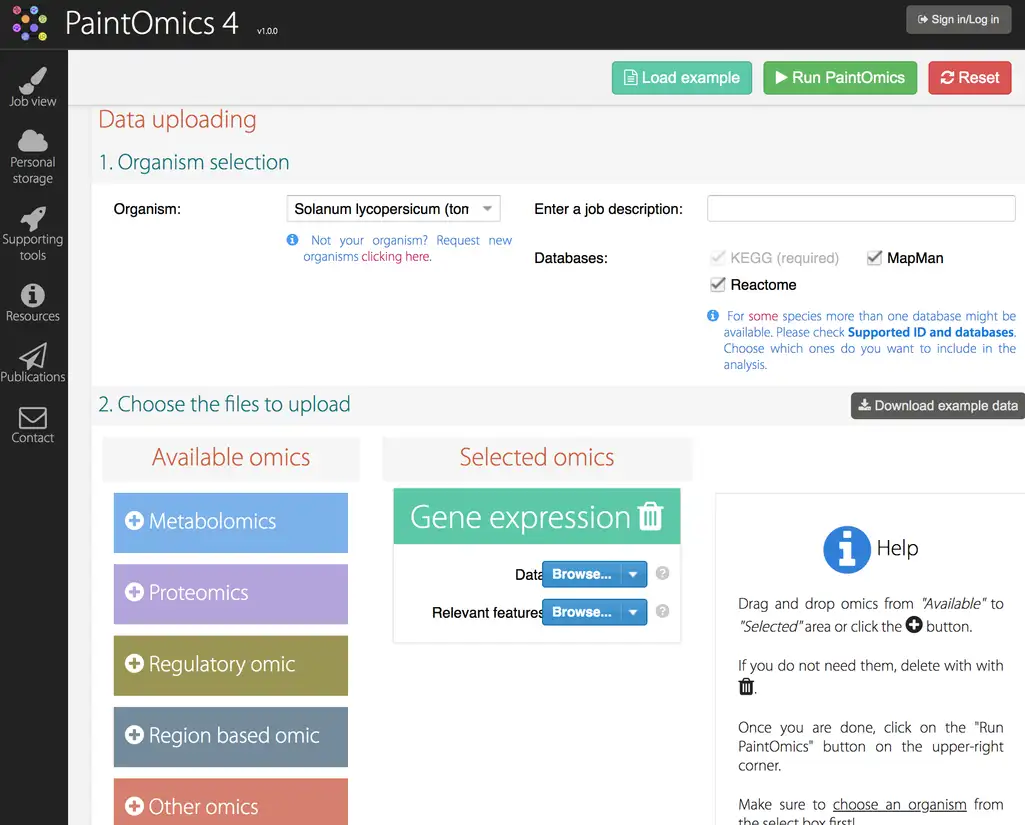 PaintOmics 4 v1.0.0
Sign in/Log in
Job view
Personal
storage
Supporting
tools
Resources
Publications
Contact
Load example
Run PaintOmics
Reset
Data uploading
1. Organism selection
Organism:
Solanum lycopersicum (tom
Not your organism? Request new
organisms clicking here.
Enter a job description:
Databases:
KEGG (required)
MapMan
Reactome
For some species more than one database might be
available. Please check Supported ID and databases.
Choose which ones do you want to include in the
analysis.
2. Choose the files to upload
Download example data
Available omics
Metabolomics
Proteomics
Regulatory omic
Region based omic
Other omics
Selected omics
Gene expression
Data
Browse...
Relevant features
Browse...
Help
Drag and drop omics from "Available" to
"Selected" area or click the button.
If you do not need them, delete with with
.
Once you are done, click on the "Run
PaintOmics" button on the upper-right
corner.
Make sure to choose an organism from
the select box first!